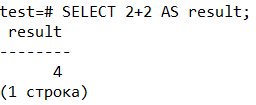 test=# SELECT 2+2 AS result;
 result
--------
      4
(1 строка)